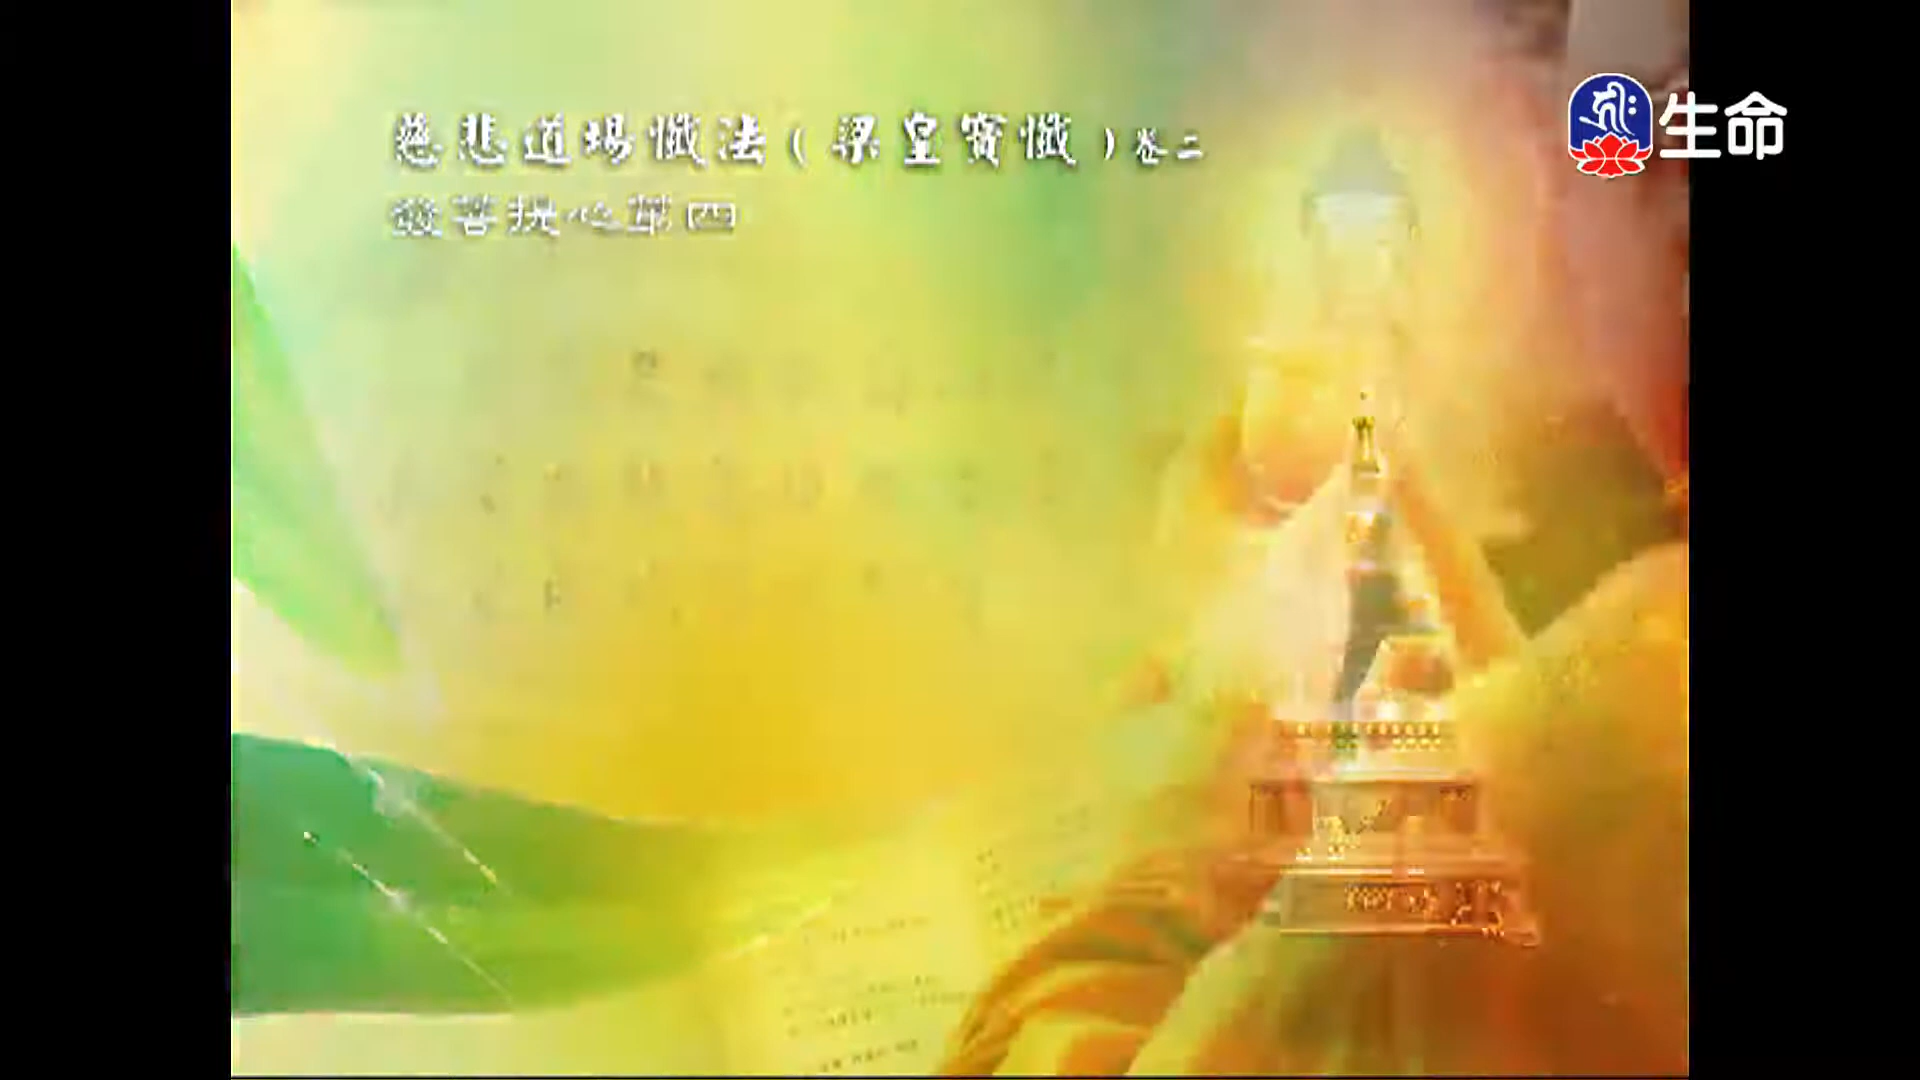 慈悲道場懺法(梁皇寶懺)卷二
發菩提心第四
生命